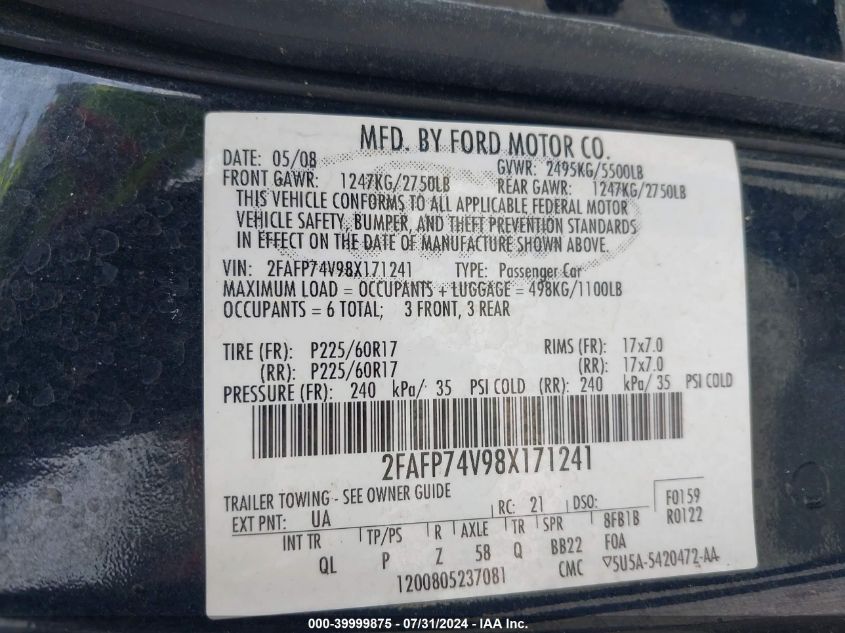 MFD. BY FORD MOTOR CO.
DATE: 05/08 GVWR: 2495KG/5500LB
FRONT GAWR: 1247KG/2750LB REAR GAWR: 1247KG/2750LB
THIS VEHICLE CONFORMS TO ALL APPLICABLE FEDERAL MOTOR
VEHICLE SAFETY, BUMPER, AND THEFT PREVENTION STANDARDS
IN EFFECT ON THE DATE OF MANUFACTURE SHOWN ABOVE.
VIN: 2FAFP74V98X171241 TYPE: Passenger Car
MAXIMUM LOAD = OCCUPANTS + LUGGAGE = 498KG/1100LB
OCCUPANTS = 6 TOTAL; 3 FRONT, 3 REAR
TIRE (FR): P225/60R17 RIMS (FR): 17x7.0
(RR): P225/60R17 (RR): 17x7.0
PRESSURE (FR): 240 kPa/ 35 PSI COLD (RR): 240 kPa/ 35 PSI COLD
2FAFP74V98X171241
TRAILER TOWING - SEE OWNER GUIDE
EXT PNT: UA RC: 21 DSO: F0159
R0122
INT TR TP/PS R AXLE TR SPR 8FB1B
QL P Z 58 Q BB22 FOA
1200805237081 CMC 5U5A-5420472-AA
000-39999875 - 07/31/2024 - IAA Inc.